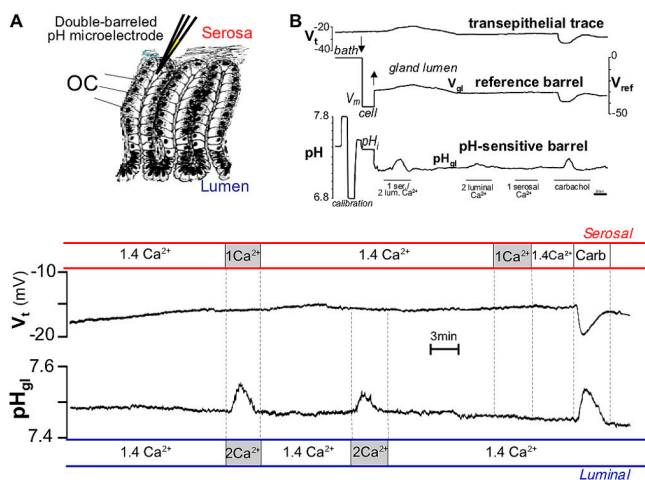 A
Double-barreled
pH microelectrode
Serosa
OC
Lumen
B
-20
V_t
-40
transepithelial trace
bath
gland lumen
V_gl
reference barrel
0
V_ref
-50
V_m
cell
7.8
pH
6.8
pH_i
pH_gl
pH-sensitive barrel
calibration
1 ser./
2 lum. Ca²⁺
2 luminal
Ca²⁺
1 serosal
Ca²⁺
carbachol
Serosal
1.4 Ca²⁺
1Ca²⁺
1.4 Ca²⁺
1Ca²⁺
1.4Ca²⁺
Carb
-10
V_t (mV)
-20
3min
7.6
pH_gl
7.4
1.4 Ca²⁺
2Ca²⁺
1.4 Ca²⁺
2Ca²⁺
1.4 Ca²⁺
Luminal